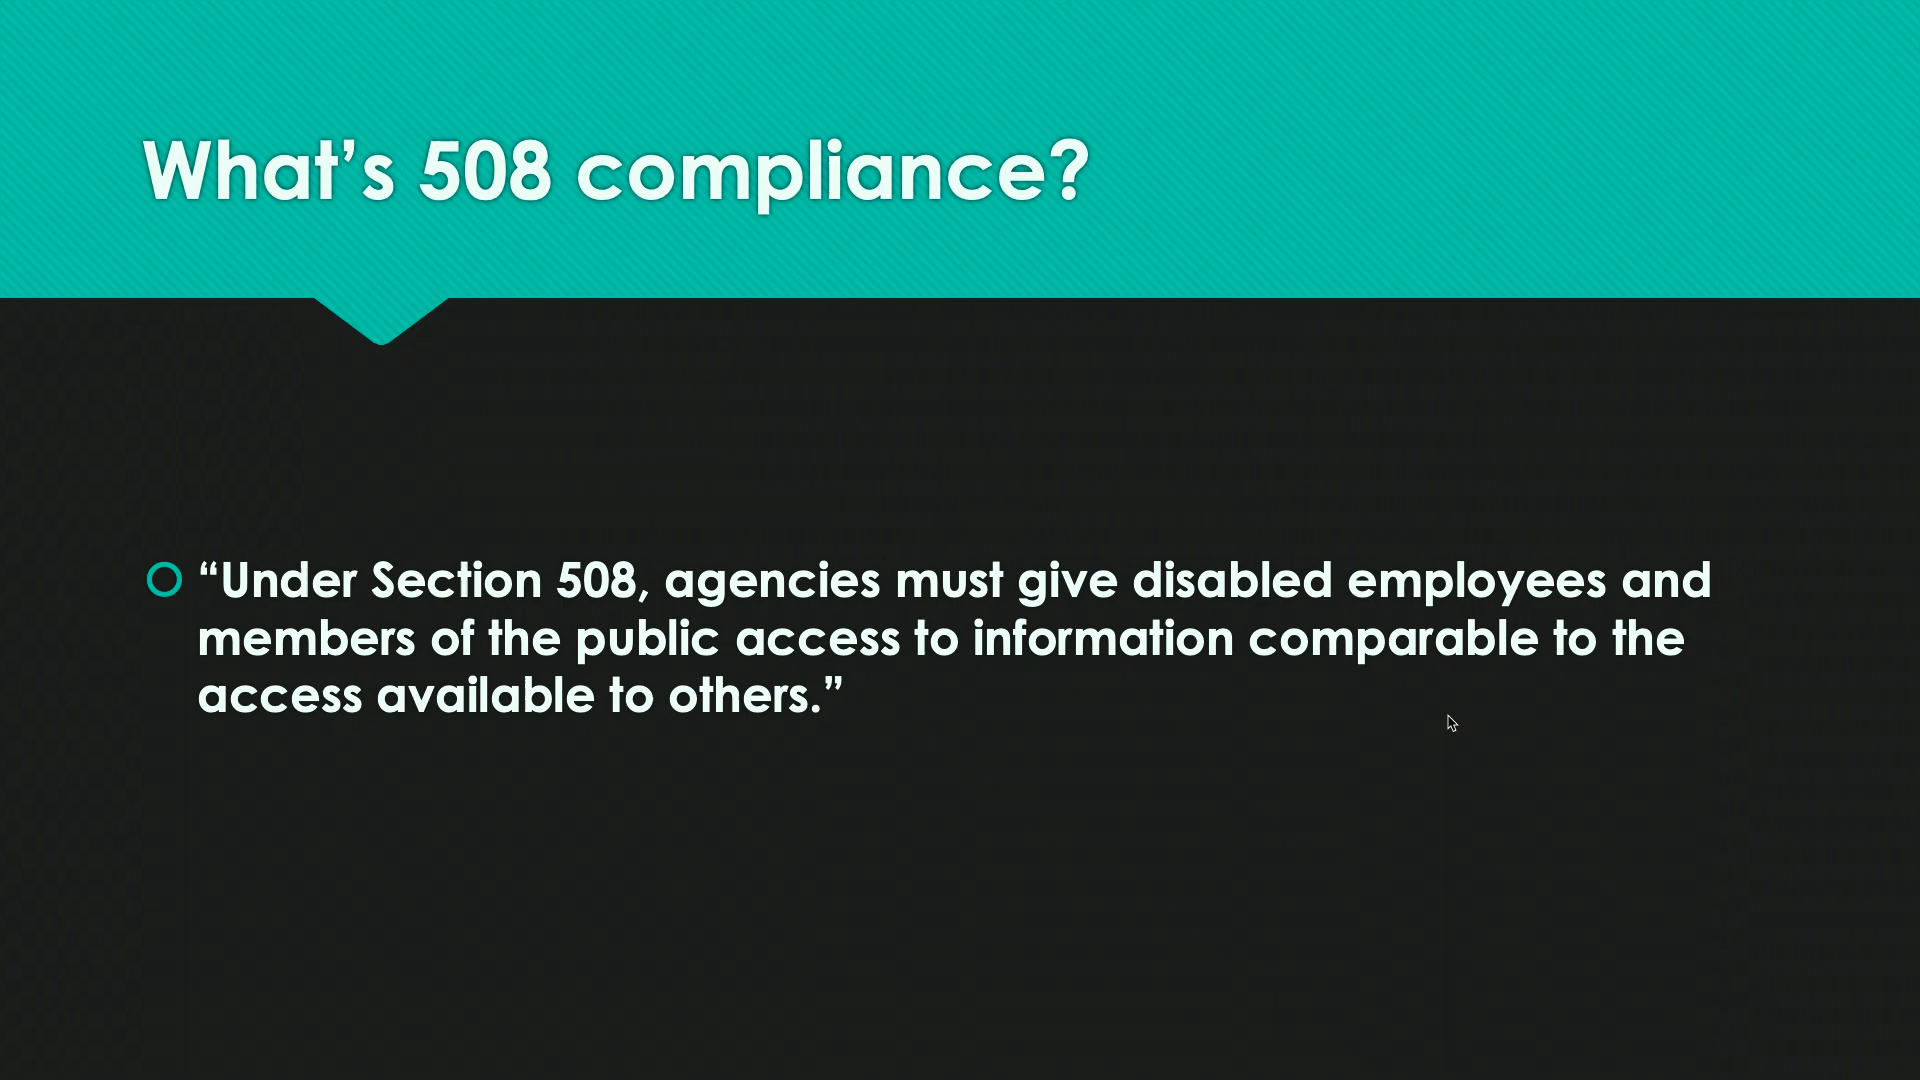 What’s 508 compliance?
“Under Section 508, agencies must give disabled employees and
members of the public access to information comparable to the
access available to others.”